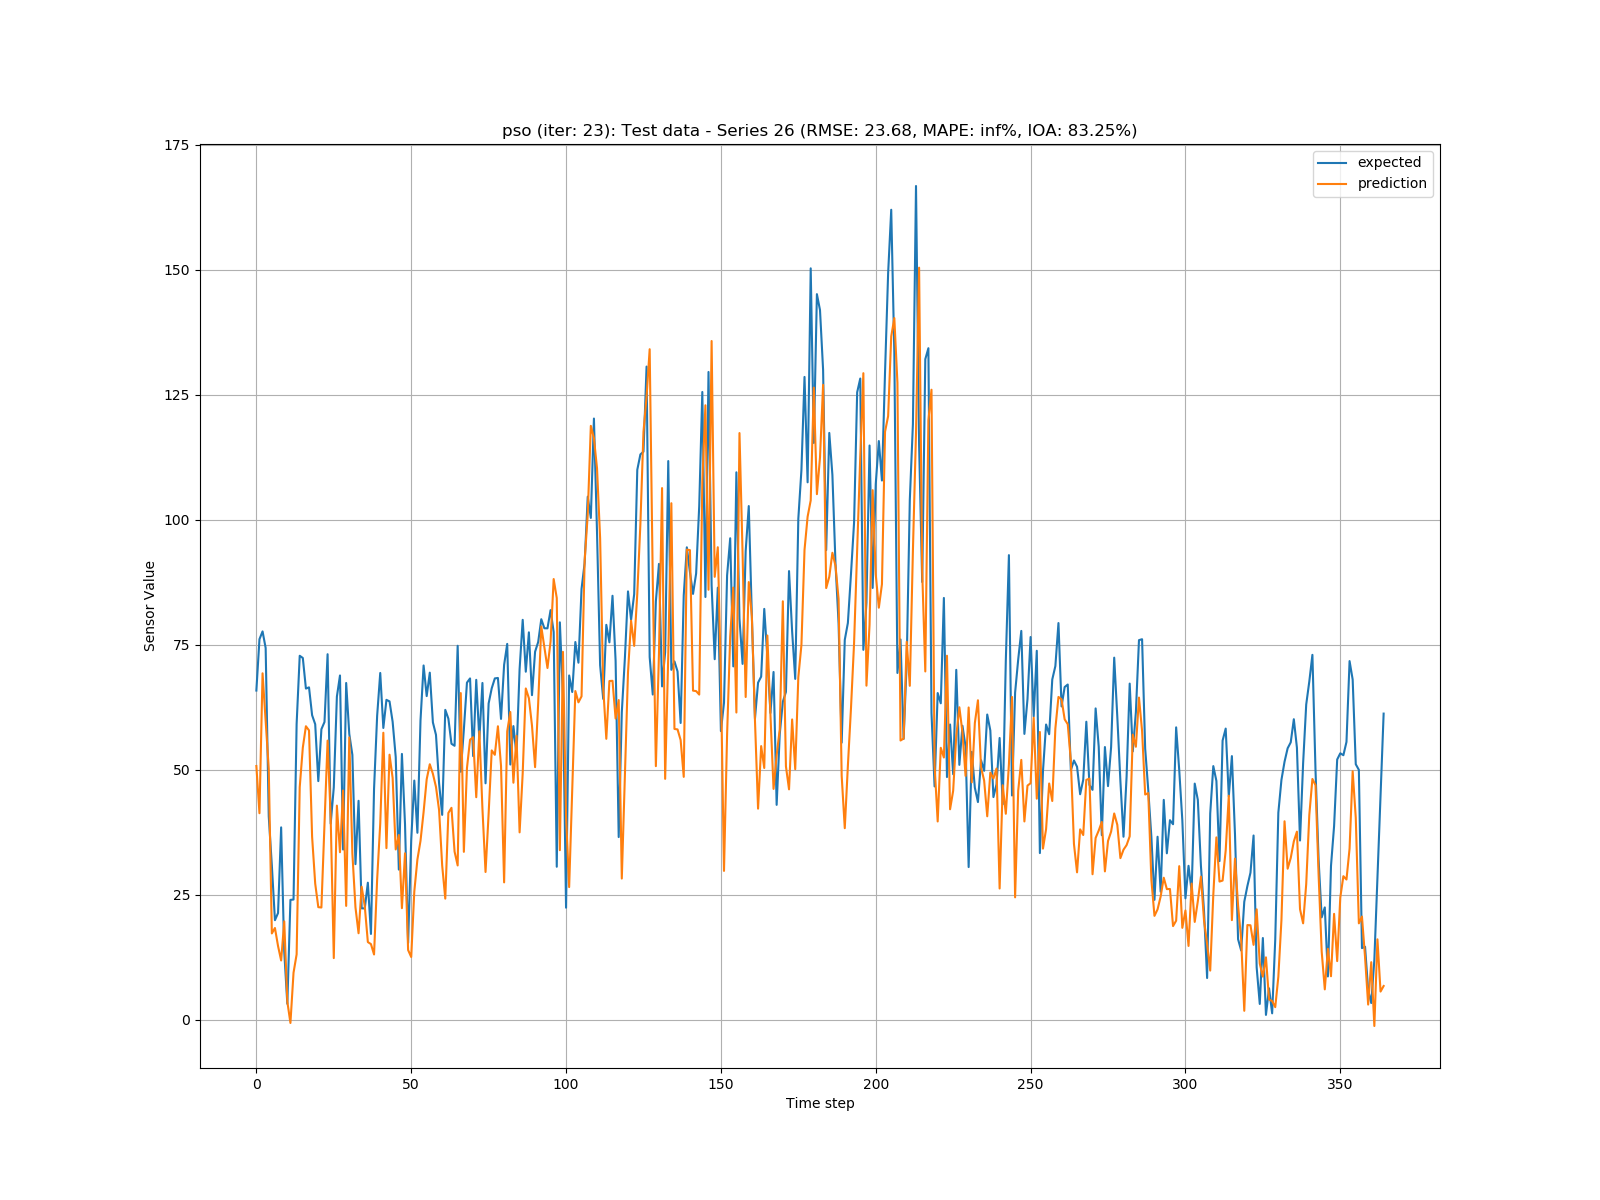 pso (iter: 23): Test data - Series 26 (RMSE: 23.68, MAPE: inf%, IOA: 83.25%)
expected
prediction
175
150
125
100
75
50
25
0
Sensor Value
0 50 100 150 200 250 300 350
Time step